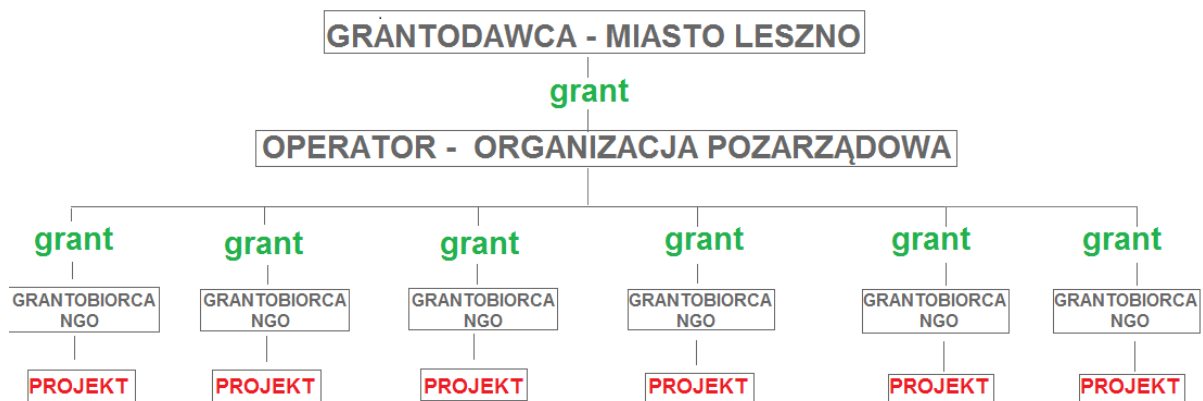 GRANTODAWCA - MIASTO LESZNO
grant
OPERATOR - ORGANIZACJA POZARZĄDOWA
grant grant grant grant grant grant
GRANTOBIORCA GRANTOBIORCA GRANTOBIORCA GRANTOBIORCA GRANTOBIORCA GRANTOBIORCA
NGO NGO NGO NGO NGO NGO
PROJEKT PROJEKT PROJEKT PROJEKT PROJEKT PROJEKT